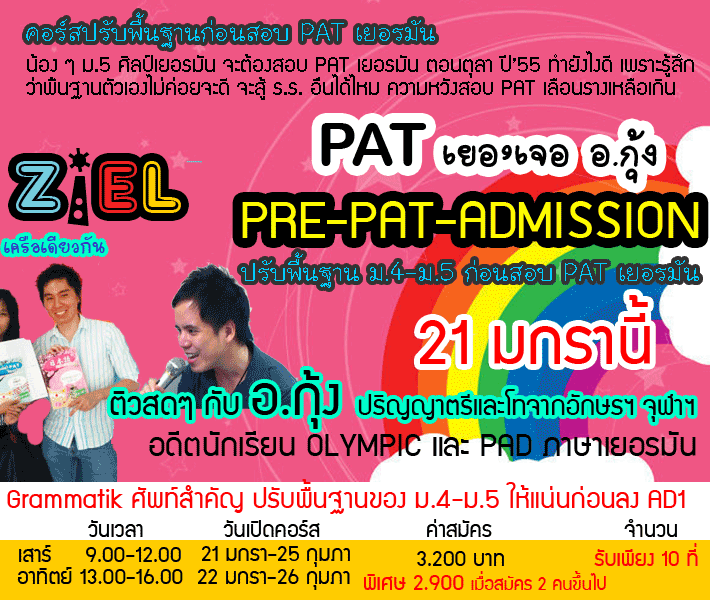 คอร์สปรับพื้นฐานก่อนสอบ PAT เยอรมัน
น้อง ๆ ม.5 ศิลป์เยอรมัน จะต้องสอบ PAT เยอรมัน ตอนตุลา ปี'55 ทำยังไงดี เพราะรู้สึก
ว่าพื้นฐานตัวเองไม่ค่อยจะดี จะสู้ ร.ร. อื่นได้ไหม ความหวังสอบ PAT เลือนรางเหลือเกิน
PAT เยอะเจอ อ.กุ้ง
ZiEL
PRE-PAT-ADMISSION
เครือเดียวกัน
ปรับพื้นฐาน ม.4-ม.5 ก่อนสอบ PAT เยอรมัน
21 มกรานี้
ติวสดๆ กับ อ.กุ้ง ปริญญาตรีและโทจากอักษรฯ จุฬาฯ
อดีตนักเรียน OLYMPIC และ PAD ภาษาเยอรมัน
Grammatik ศัพท์สำคัญ ปรับพื้นฐานของ ม.4-ม.5 ให้แน่นก่อนลง AD1
วันเวลา วันเปิดคอร์ส ค่าสมัคร จำนวน
เสาร์ 9.00-12.00 21 มกรา-25 กุมภา 3.200 บาท รับเพียง 10 ที่
อาทิตย์ 13.00-16.00 22 มกรา-26 กุมภา พิเศษ 2.900 เมื่อสมัคร 2 คนขึ้นไป